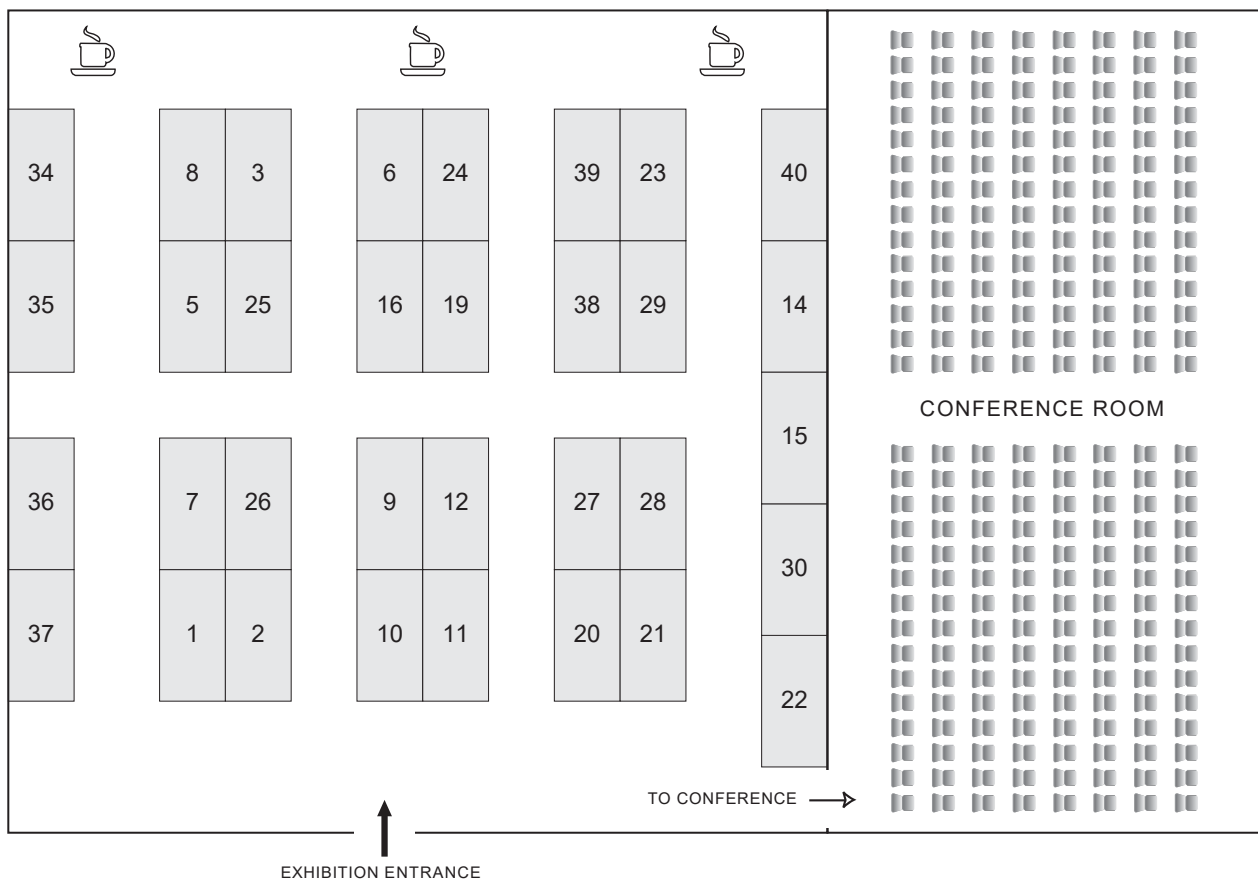 34 8 3 6 24 39 23 40
35 5 25 16 19 38 29 14
CONFERENCE ROOM
15
36 7 26 9 12 27 28
30
37 1 2 10 11 20 21
22
TO CONFERENCE
EXHIBITION ENTRANCE